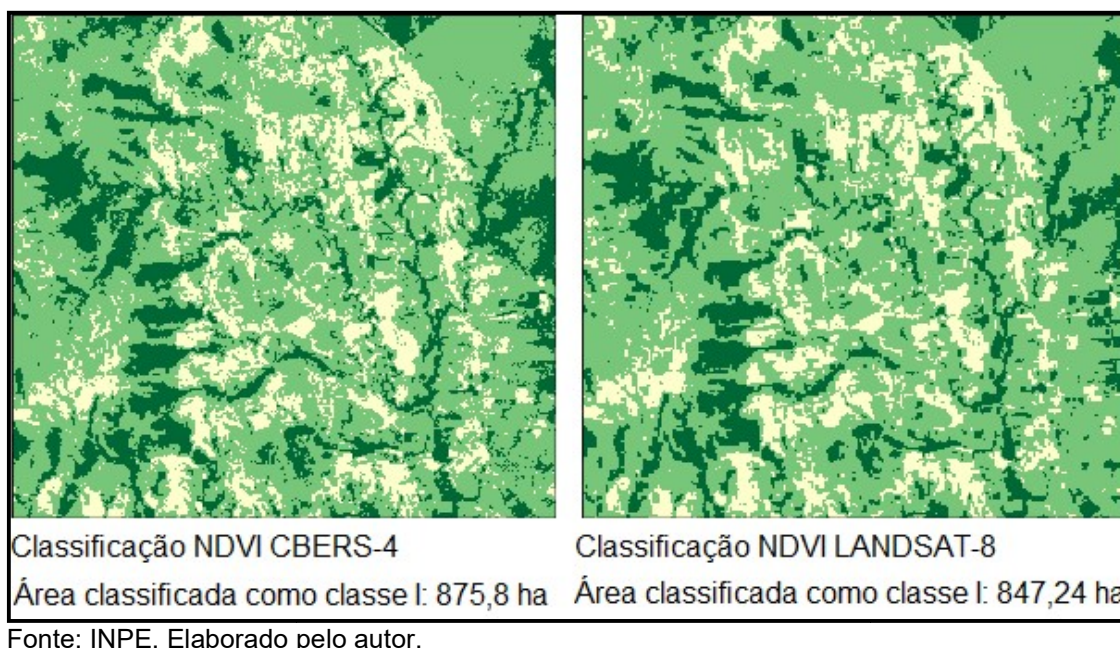 Classificação NDVI CBERS-4
Área classificada como classe I: 875,8 ha
Classificação NDVI LANDSAT-8
Área classificada como classe I: 847,24 ha
Fonte: INPE. Elaborado pelo autor.